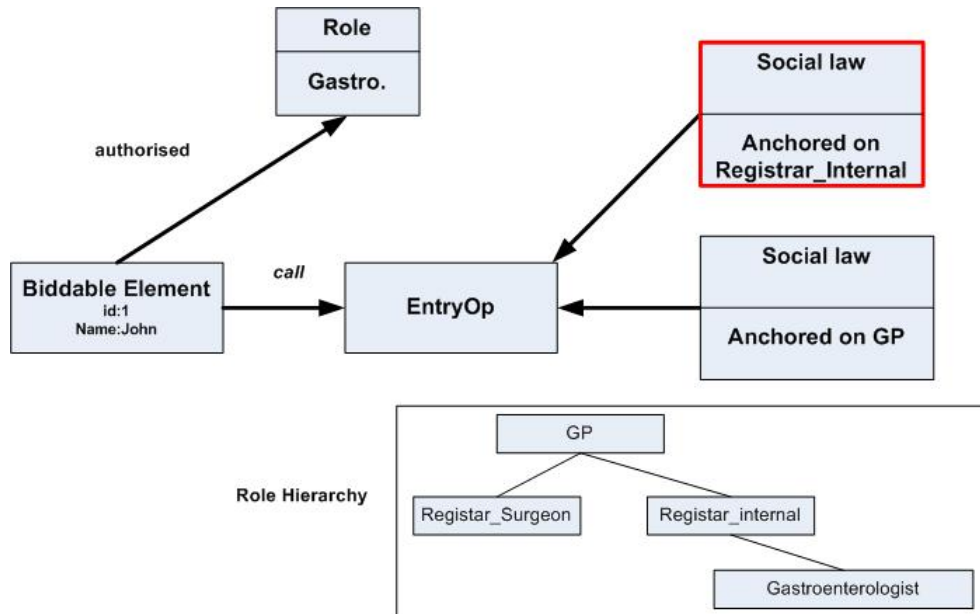 Role
Gastro.
authorised
Social law
Anchored on
Registrar_Internal
Biddable Element
id:1
Name:John
call
EntryOp
Social law
Anchored on GP
Role Hierarchy
GP
Registar_Surgeon
Registar_internal
Gastroenterologist